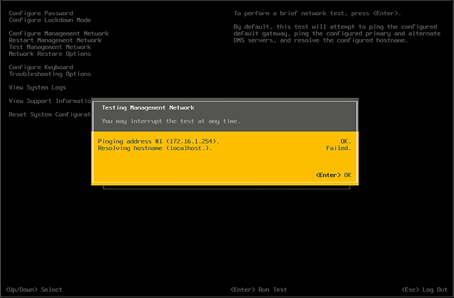 Configure Password
Configure Lockdown Mode
Configure Management Network
Restart Management Network
Test Management Network
Network Restore Options
Configure Keyboard
Troubleshooting Options
View System Logs
View Support Informatio
Reset System Configurat
To perform a brief network test, press <Enter>.
By default, this test will attempt to ping the configured
default gateway, ping the configured primary and alternate
DNS servers, and resolve the configured hostname.
Testing Management Network
You may interrupt the test at any time.
Pinging address #1 (172.16.1.254). OK.
Resolving hostname (localhost.). Failed.
<Enter> OK
<Up/Down> Select
<Enter> Run Test
<Esc> Log Out